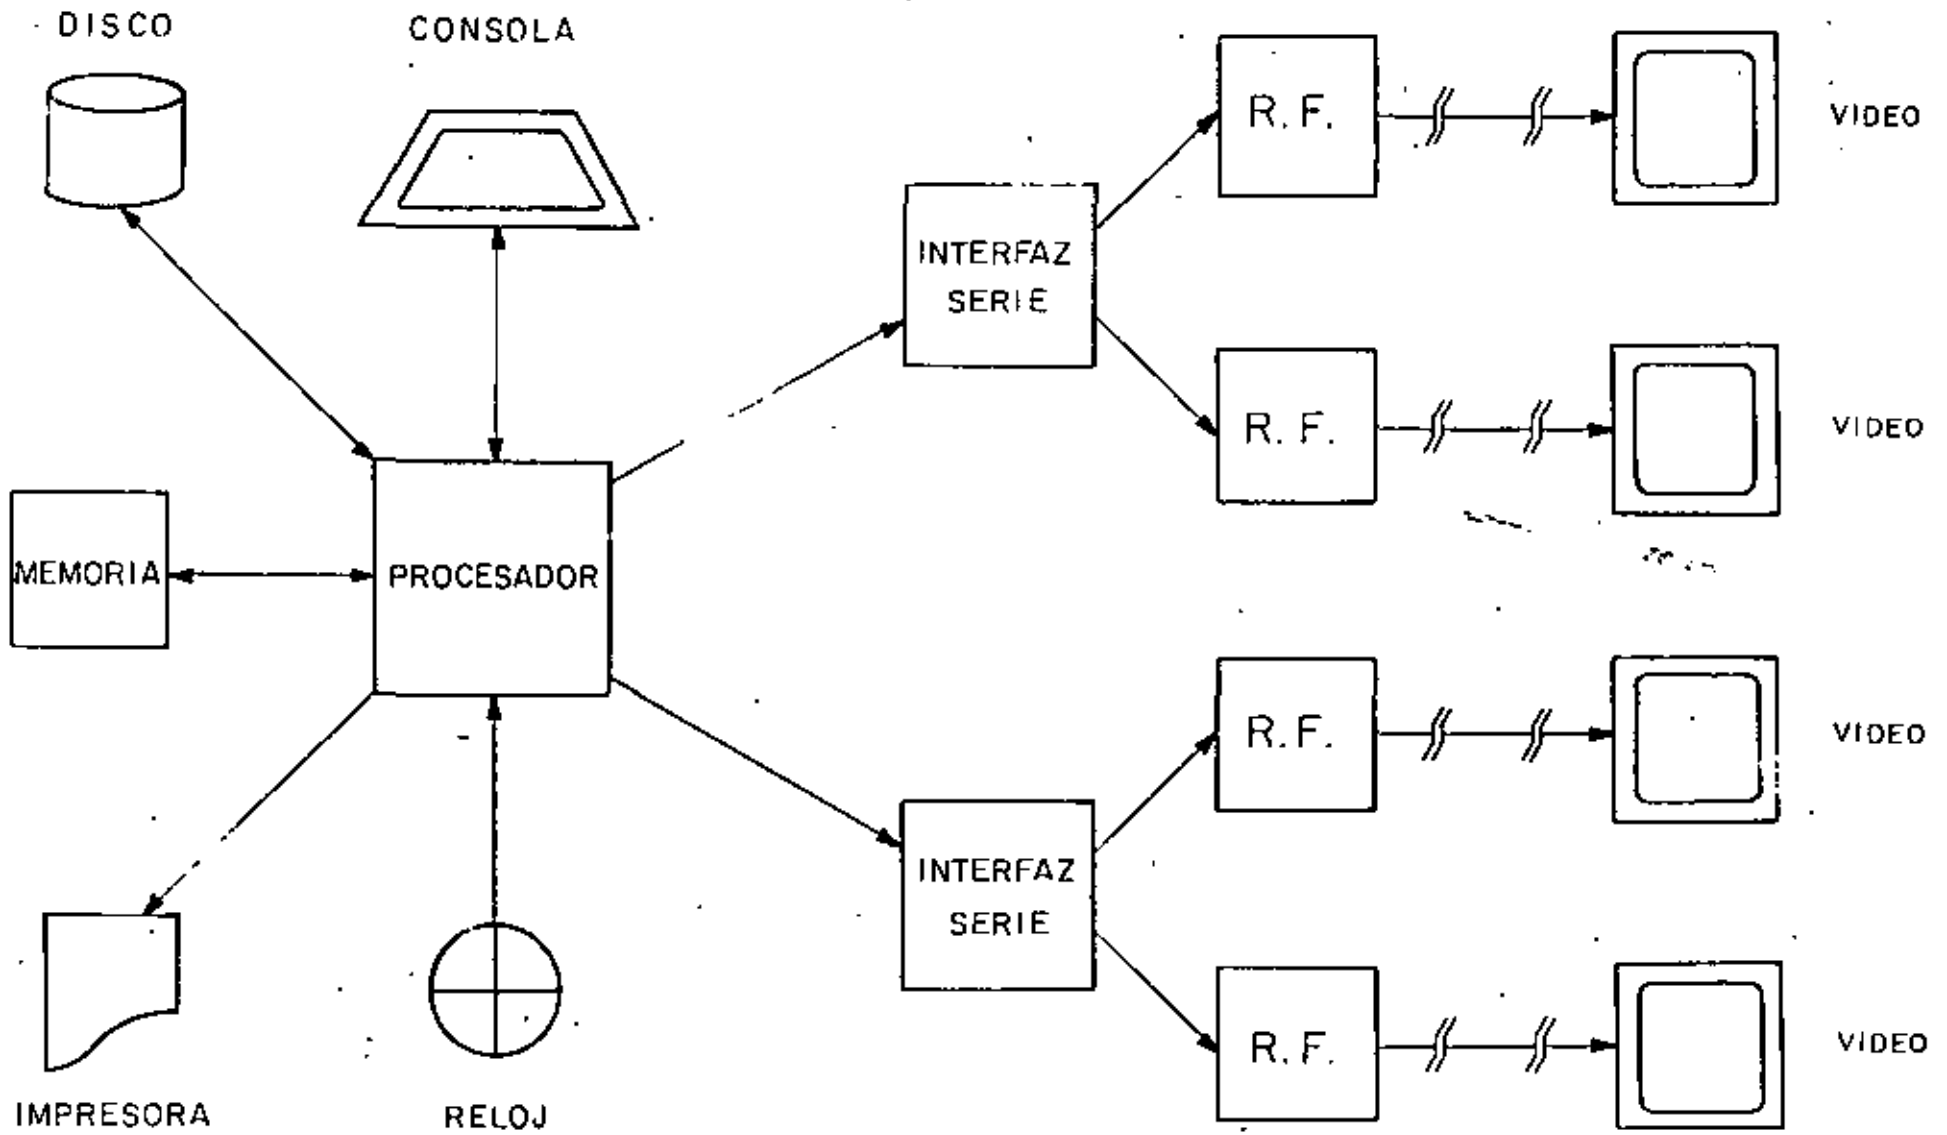 DISCO
CONSOLA
R. F.
VIDEO
INTERFAZ
SERIE
R. F.
VIDEO
MEMORIA
PROCESADOR
R. F.
VIDEO
INTERFAZ
SERIE
R. F.
VIDEO
IMPRESORA
RELOJ